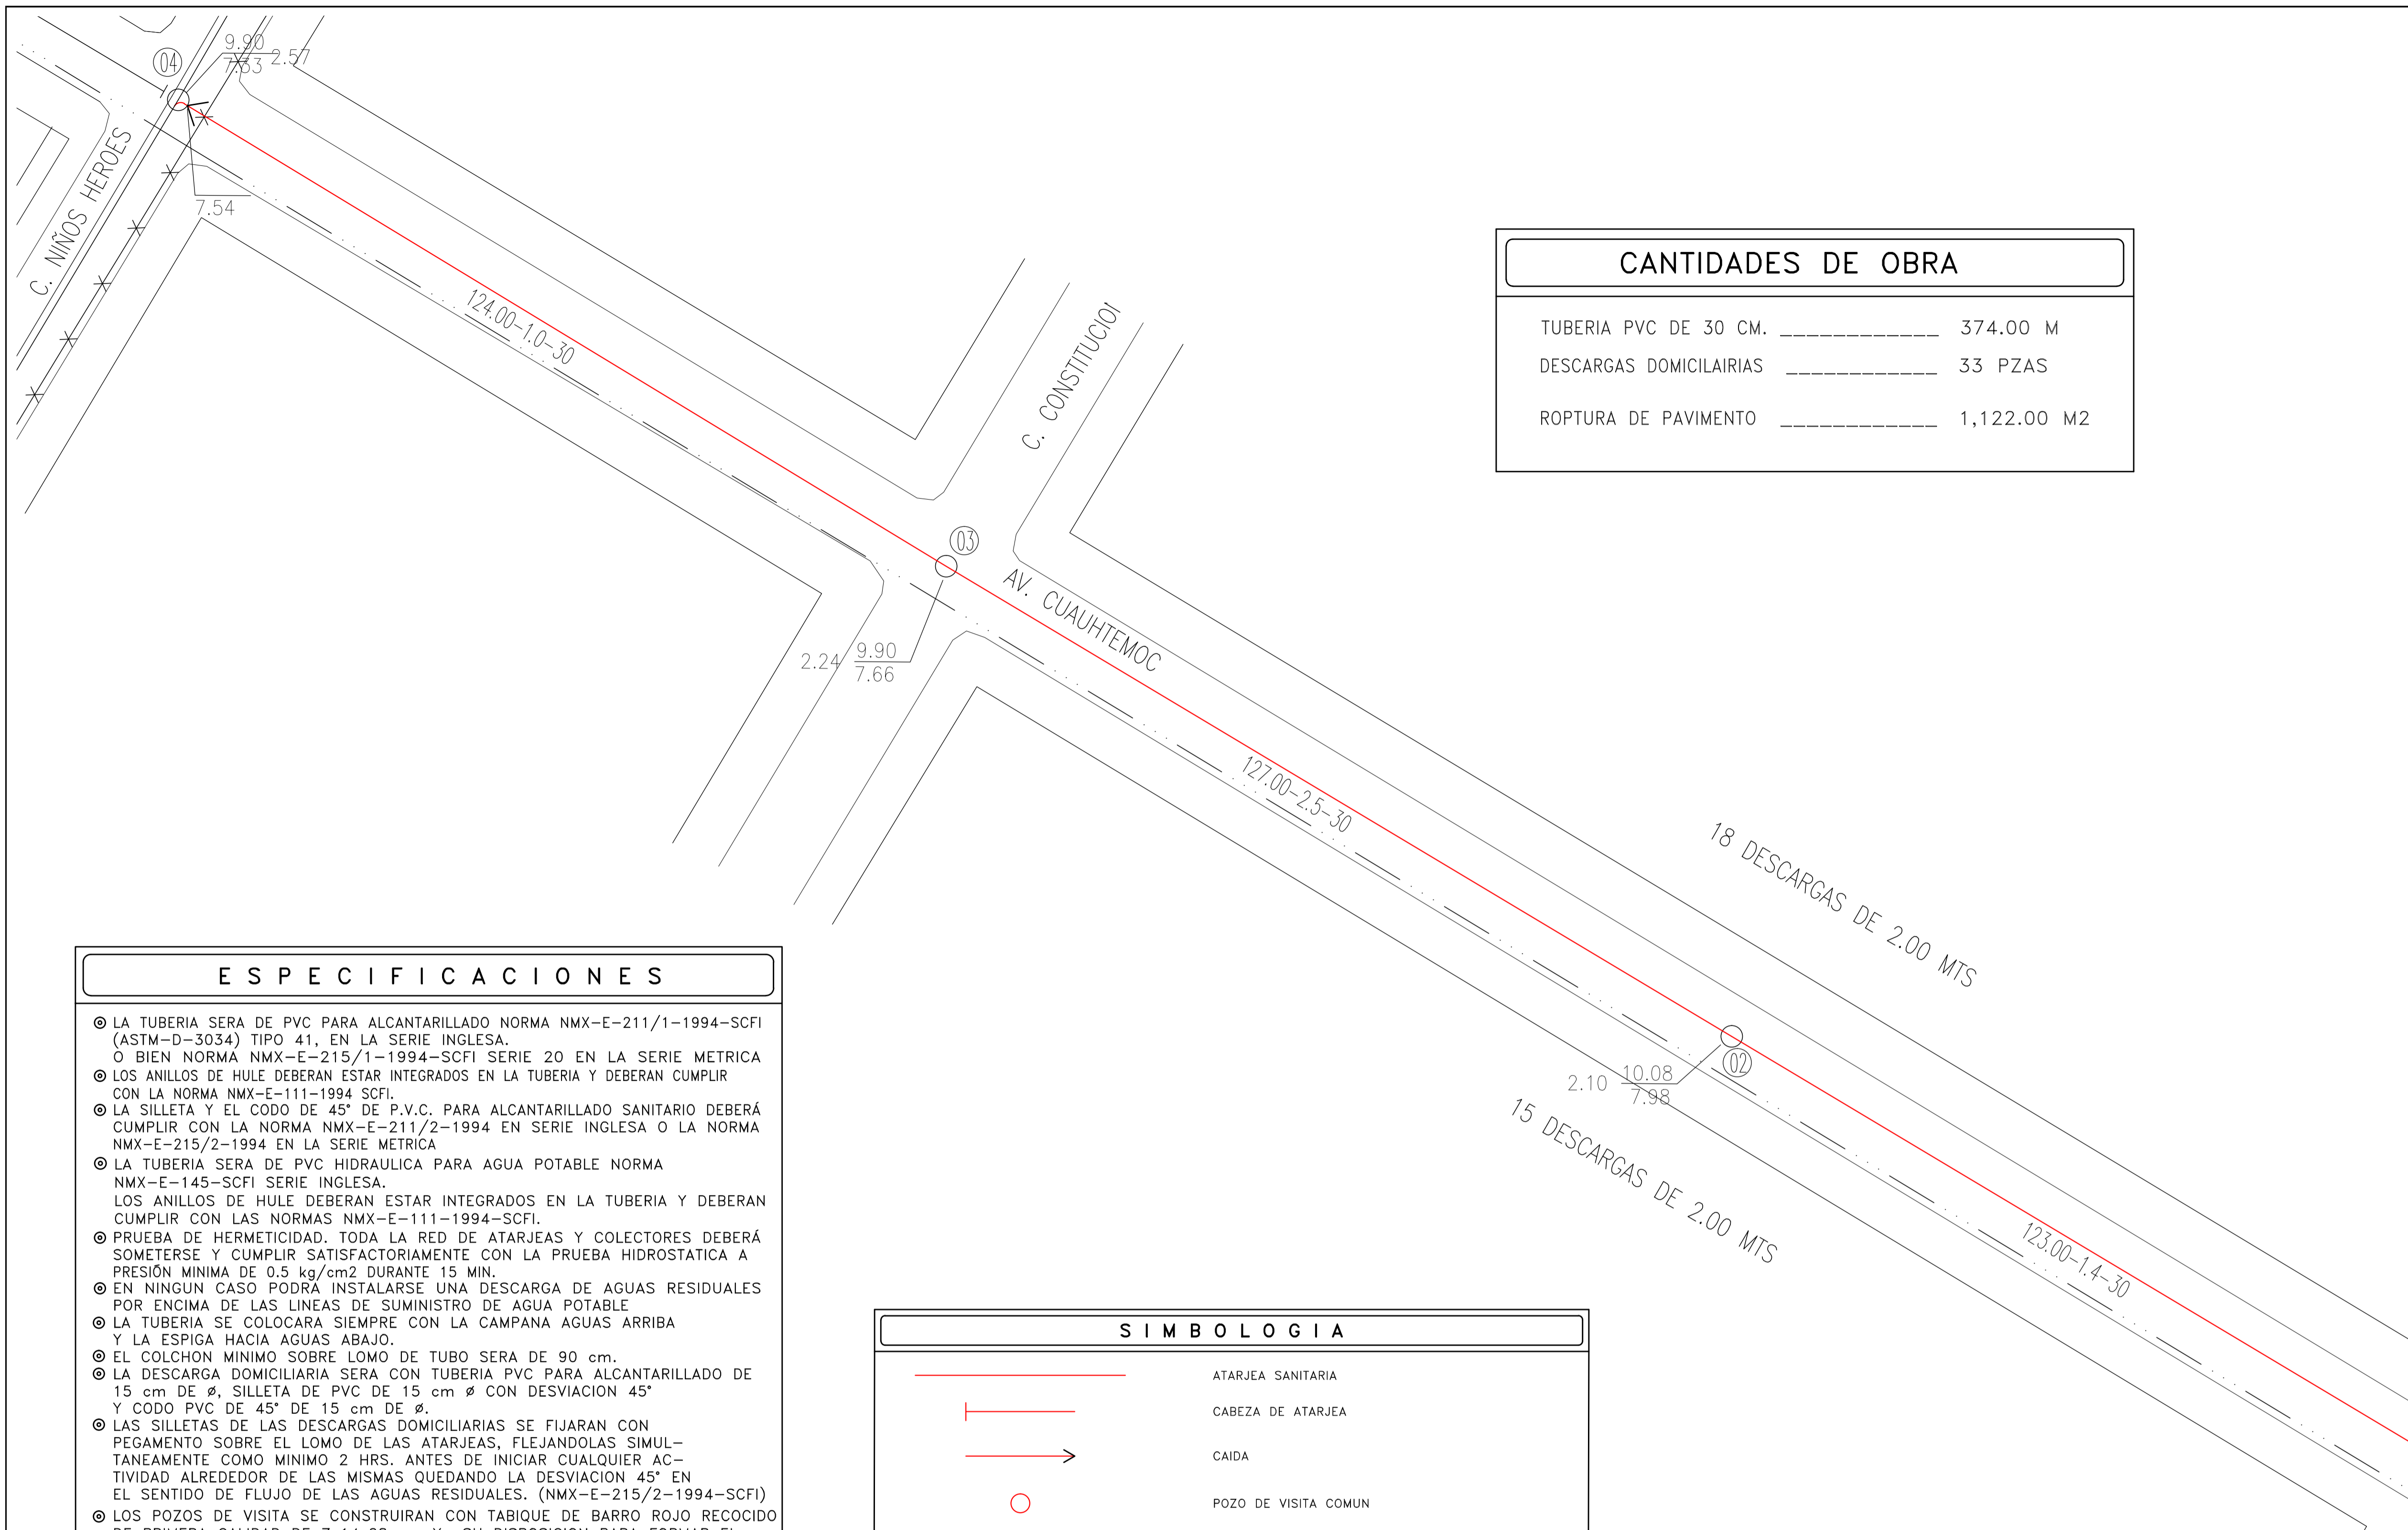 04
9.90
7.33 2.57
7.54
C. NIÑOS HEROES
124.00-1.0-30
C. CONSTITUCIO
03
AV. CUAUHTEMOC
2.24 9.90
7.66
127.00-2.5-30
18 DESCARGAS DE 2.00 MTS
02
2.10 10.08
7.98
15 DESCARGAS DE 2.00 MTS
123.00-1.4-30
CANTIDADES DE OBRA
TUBERIA PVC DE 30 CM. ____________ 374.00 M
DESCARGAS DOMICILAIRIAS ____________ 33 PZAS
ROPTURA DE PAVIMENTO ____________ 1,122.00 M2
E S P E C I F I C A C I O N E S
LA TUBERIA SERA DE PVC PARA ALCANTARILLADO NORMA NMX-E-211/1-1994-SCFI
(ASTM-D-3034) TIPO 41, EN LA SERIE INGLESA.
O BIEN NORMA NMX-E-215/1-1994-SCFI SERIE 20 EN LA SERIE METRICA
LOS ANILLOS DE HULE DEBERAN ESTAR INTEGRADOS EN LA TUBERIA Y DEBERAN CUMPLIR
CON LA NORMA NMX-E-111-1994 SCFI.
LA SILLETA Y EL CODO DE 45° DE P.V.C. PARA ALCANTARILLADO SANITARIO DEBERÁ
CUMPLIR CON LA NORMA NMX-E-211/2-1994 EN SERIE INGLESA O LA NORMA
NMX-E-215/2-1994 EN LA SERIE METRICA
LA TUBERIA SERA DE PVC HIDRAULICA PARA AGUA POTABLE NORMA
NMX-E-145-SCFI SERIE INGLESA.
LOS ANILLOS DE HULE DEBERAN ESTAR INTEGRADOS EN LA TUBERIA Y DEBERAN
CUMPLIR CON LAS NORMAS NMX-E-111-1994-SCFI.
PRUEBA DE HERMETICIDAD. TODA LA RED DE ATARJEAS Y COLECTORES DEBERÁ
SOMETERSE Y CUMPLIR SATISFACTORIAMENTE CON LA PRUEBA HIDROSTATICA A
PRESIÓN MINIMA DE 0.5 kg/cm2 DURANTE 15 MIN.
EN NINGUN CASO PODRÁ INSTALARSE UNA DESCARGA DE AGUAS RESIDUALES
POR ENCIMA DE LAS LINEAS DE SUMINISTRO DE AGUA POTABLE
LA TUBERIA SE COLOCARA SIEMPRE CON LA CAMPANA AGUAS ARRIBA
Y LA ESPIGA HACIA AGUAS ABAJO.
EL COLCHON MINIMO SOBRE LOMO DE TUBO SERA DE 90 cm.
LA DESCARGA DOMICILIARIA SERA CON TUBERIA PVC PARA ALCANTARILLADO DE
15 cm DE ø, SILLETA DE PVC DE 15 cm ø CON DESVIACION 45°
Y CODO PVC DE 45° DE 15 cm DE ø.
LAS SILLETAS DE LAS DESCARGAS DOMICILIARIAS SE FIJARAN CON
PEGAMENTO SOBRE EL LOMO DE LAS ATARJEAS, FLEJANDOLAS SIMUL-
TANEAMENTE COMO MINIMO 2 HRS. ANTES DE INICIAR CUALQUIER AC-
TIVIDAD ALREDEDOR DE LAS MISMAS QUEDANDO LA DESVIACION 45° EN
EL SENTIDO DE FLUJO DE LAS AGUAS RESIDUALES. (NMX-E-215/2-1994-SCFI)
LOS POZOS DE VISITA SE CONSTRUIRAN CON TABIQUE DE BARRO ROJO RECOCIDO
S I M B O L O G I A
ATARJEA SANITARIA
CABEZA DE ATARJEA
CAIDA
POZO DE VISITA COMUN